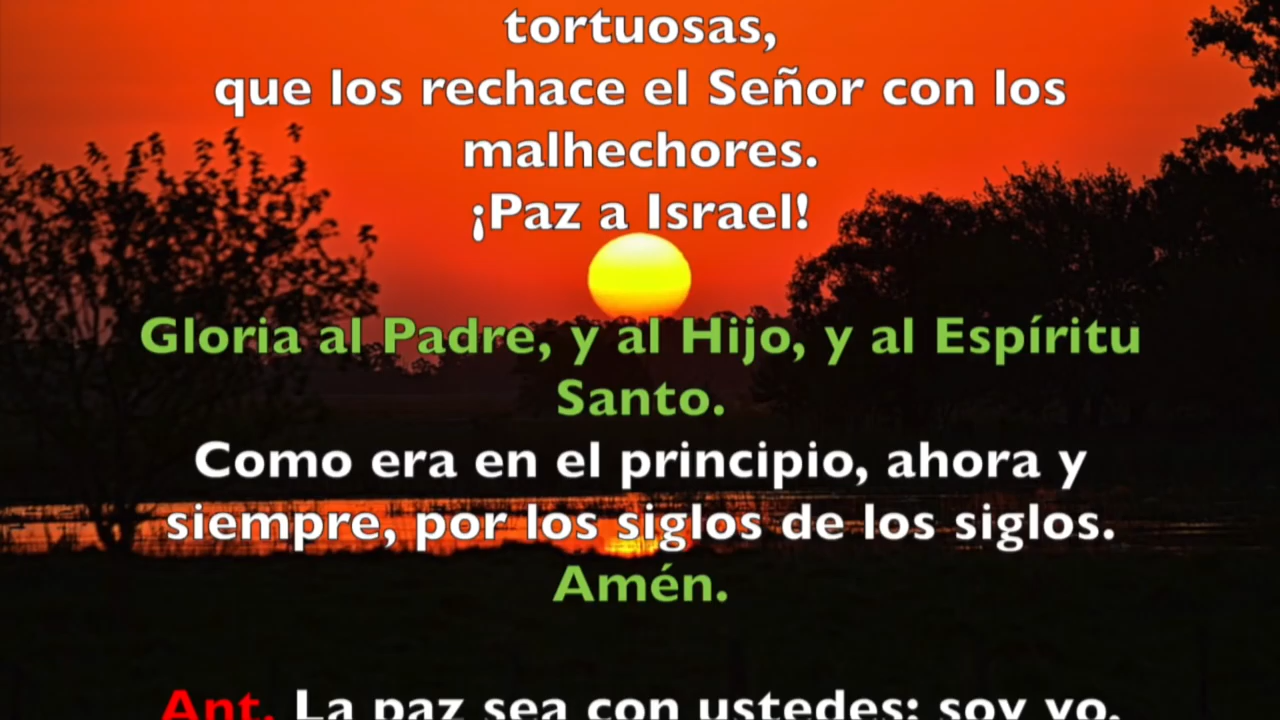 tortuosas,
que los rechace el Señor con los
malhechores.
¡Paz a Israel!
Gloria al Padre, y al Hijo, y al Espíritu
Santo.
Como era en el principio, ahora y
siempre, por los siglos de los siglos.
Amén.
Ant. La paz sea con ustedes; soy yo,